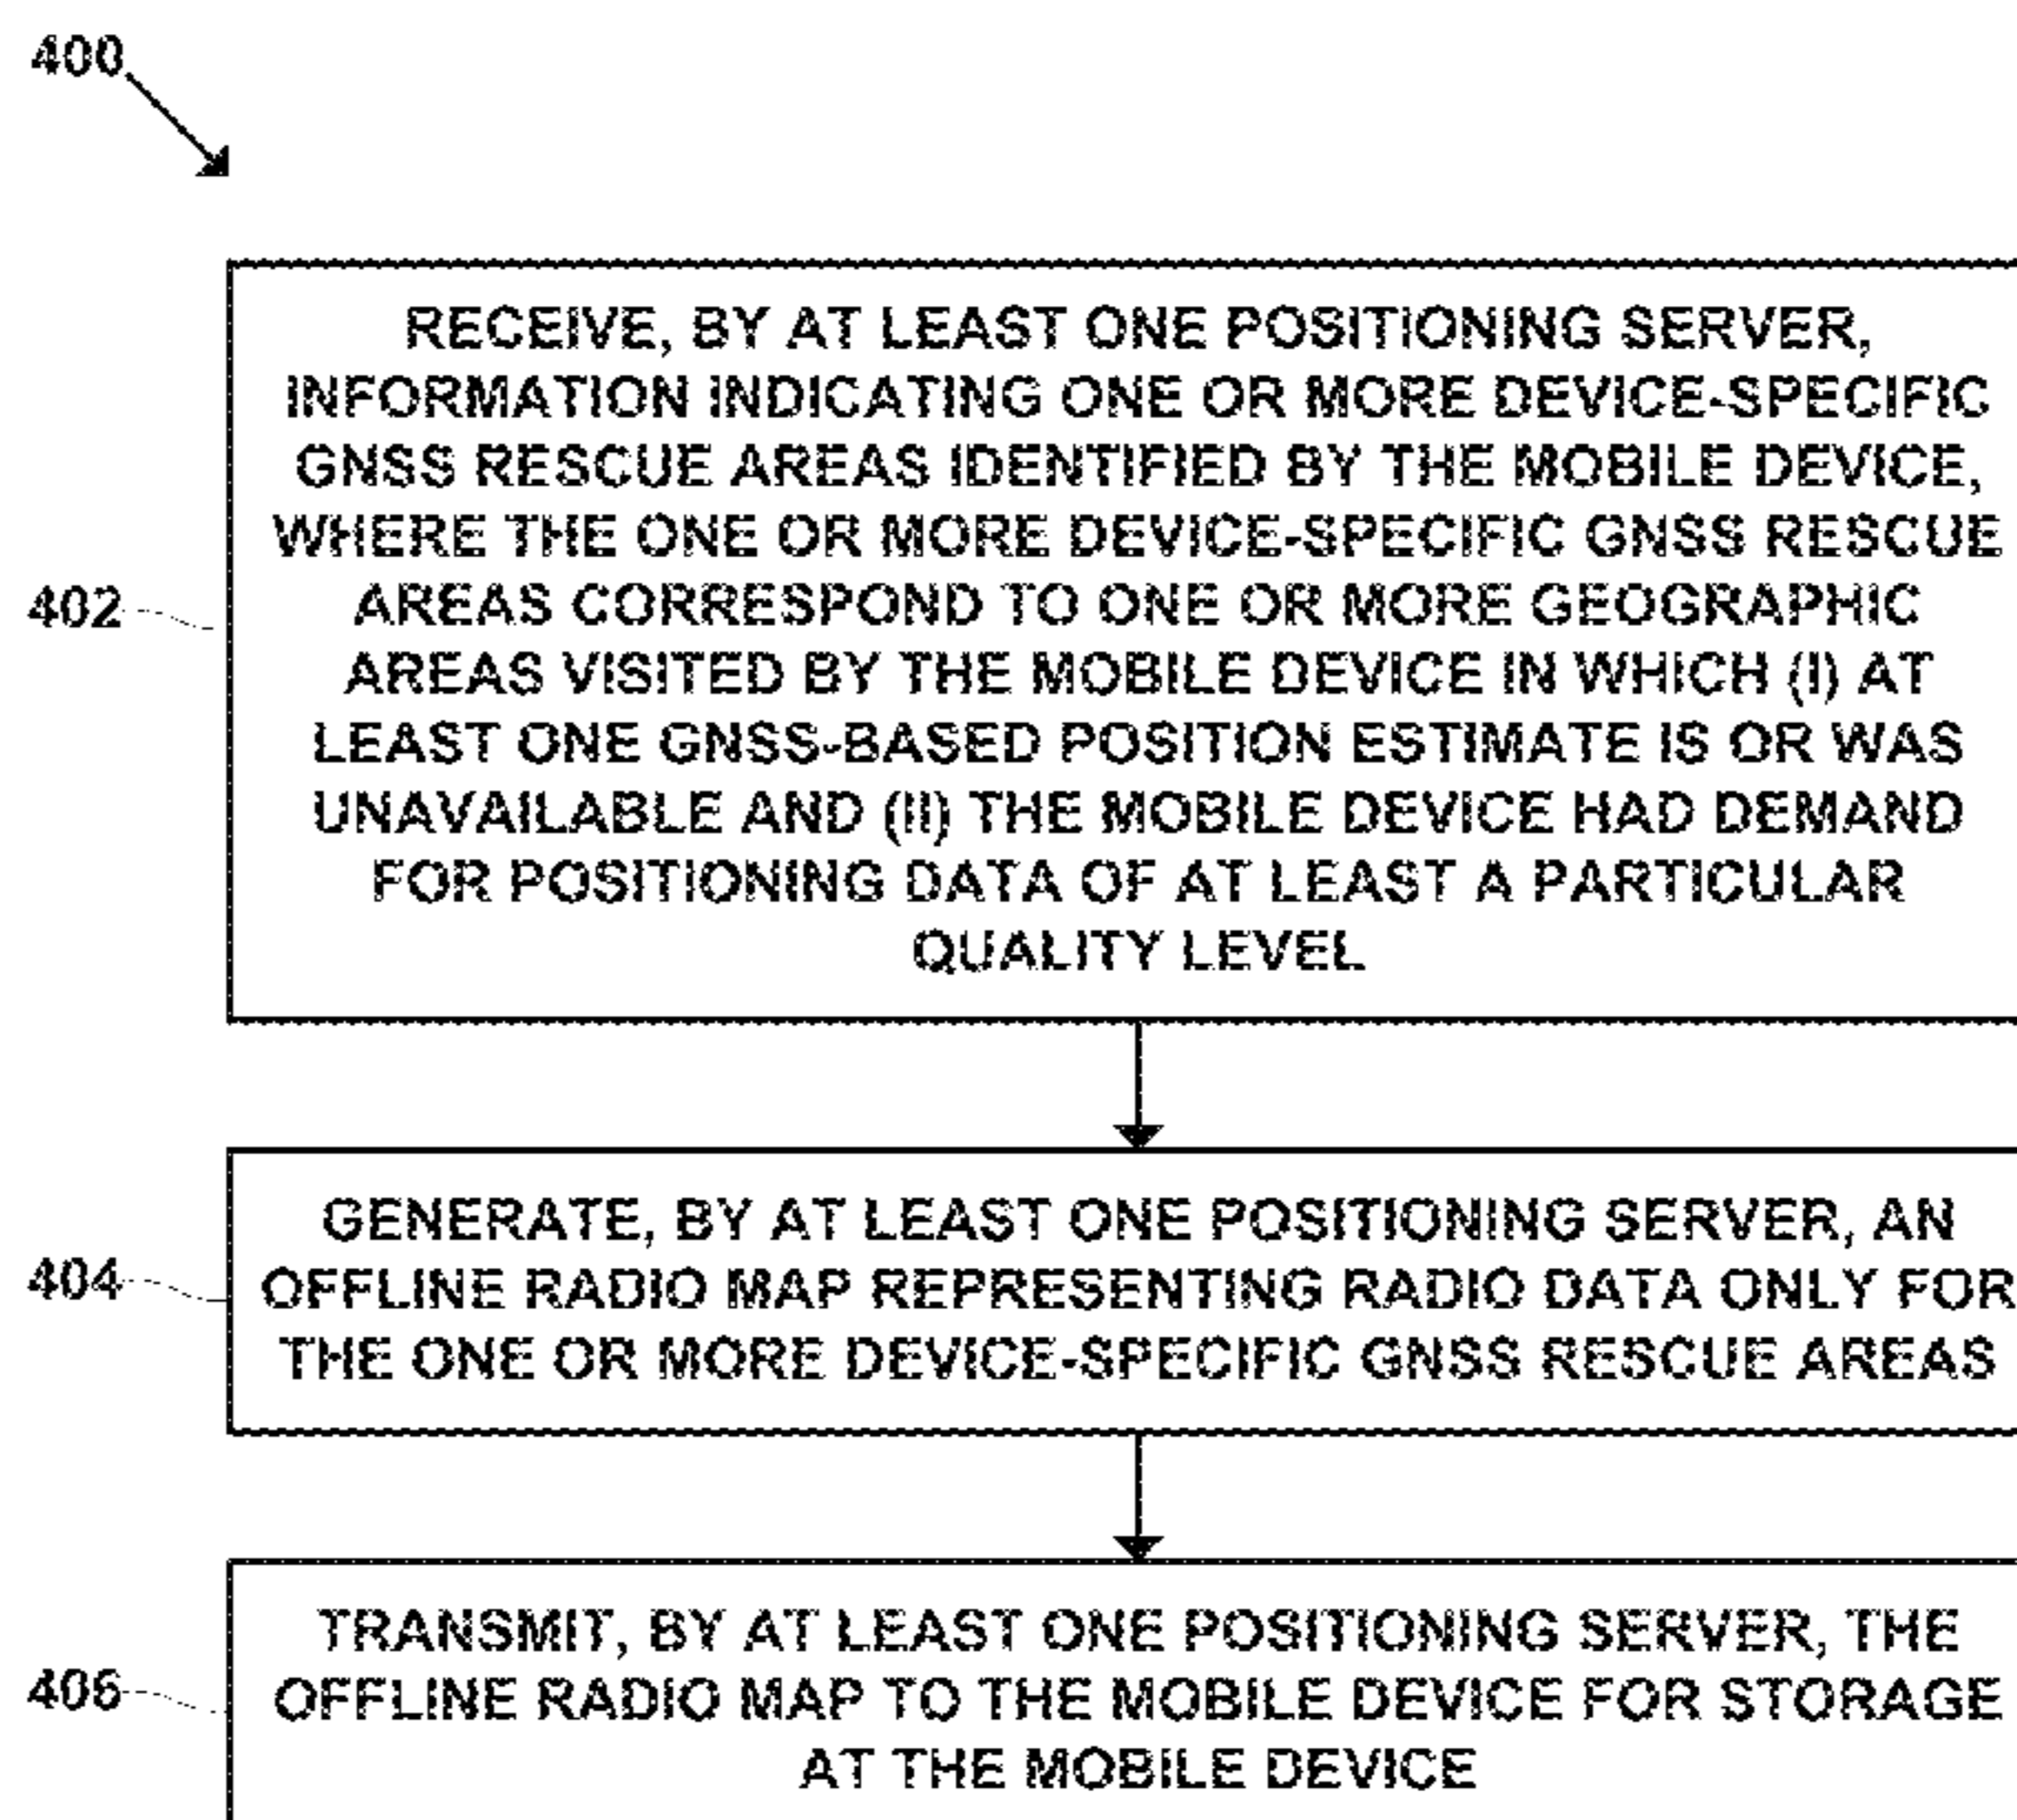 400
RECEIVE, BY AT LEAST ONE POSITIONING SERVER,
INFORMATION INDICATING ONE OR MORE DEVICE-SPECIFIC
GNSS RESCUE AREAS IDENTIFIED BY THE MOBILE DEVICE,
WHERE THE ONE OR MORE DEVICE-SPECIFIC GNSS RESCUE
AREAS CORRESPOND TO ONE OR MORE GEOGRAPHIC
402
AREAS VISITED BY THE MOBILE DEVICE IN WHICH (I) AT
LEAST ONE GNSS-BASED POSITION ESTIMATE IS OR WAS
UNAVAILABLE AND (II) THE MOBILE DEVICE HAD DEMAND
FOR POSITIONING DATA OF AT LEAST A PARTICULAR
QUALITY LEVEL
GENERATE, BY AT LEAST ONE POSITIONING SERVER, AN
404
OFFLINE RADIO MAP REPRESENTING RADIO DATA ONLY FOR
THE ONE OR MORE DEVICE-SPECIFIC GNSS RESCUE AREAS
TRANSMIT, BY AT LEAST ONE POSITIONING SERVER, THE
406
OFFLINE RADIO MAP TO THE MOBILE DEVICE FOR STORAGE
AT THE MOBILE DEVICE